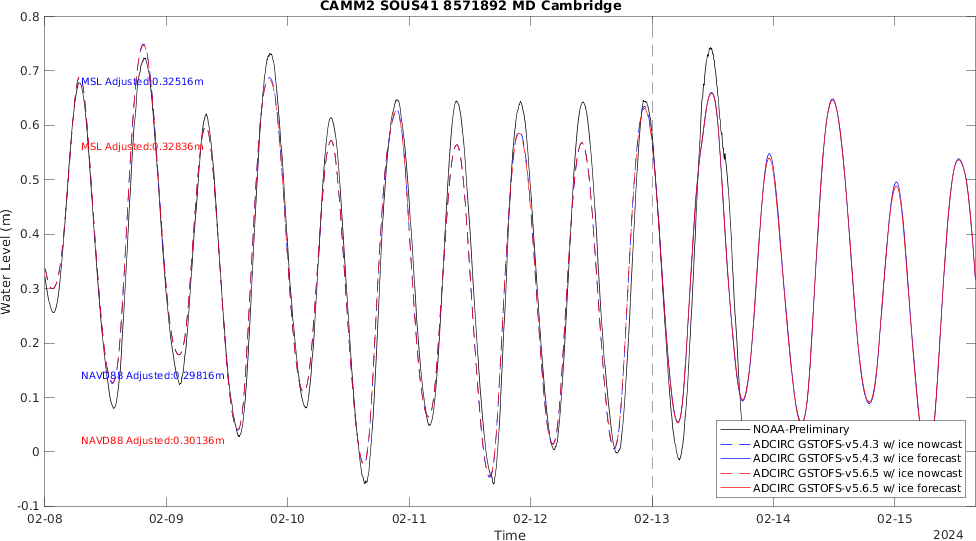 CAMM2 SOUS41 8571892 MD Cambridge
0.8
0.7
0.6
0.5
0.4
0.3
0.2
0.1
0
-0.1
Water Level (m)
MSL Adjusted:0.32516m
MSL Adjusted:0.32836m
NAVD88 Adjusted:0.29816m
NAVD88 Adjusted:0.30136m
NOAA-Preliminary
ADCIRC GSTOFS-v5.4.3 w/ ice nowcast
ADCIRC GSTOFS-v5.4.3 w/ ice forecast
ADCIRC GSTOFS-v5.6.5 w/ ice nowcast
ADCIRC GSTOFS-v5.6.5 w/ ice forecast
02-08 02-09 02-10 02-11 02-12 02-13 02-14 02-15
Time
2024